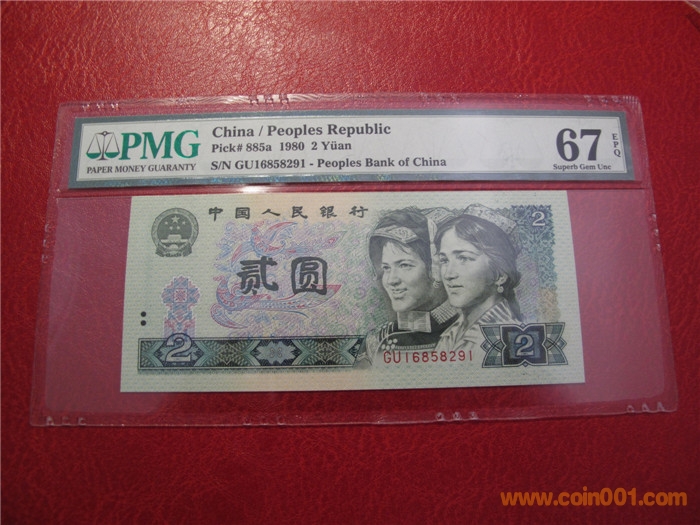 PMG
PAPER MONEY GUARANTY
China / Peoples Republic
Pick# 885a 1980 2 Yüan
S/N GU16858291 - Peoples Bank of China
67
EPQ
Superb Gem Unc
中国人民银行
2
贰圆
2
GU16858291
2
www.coin001.com